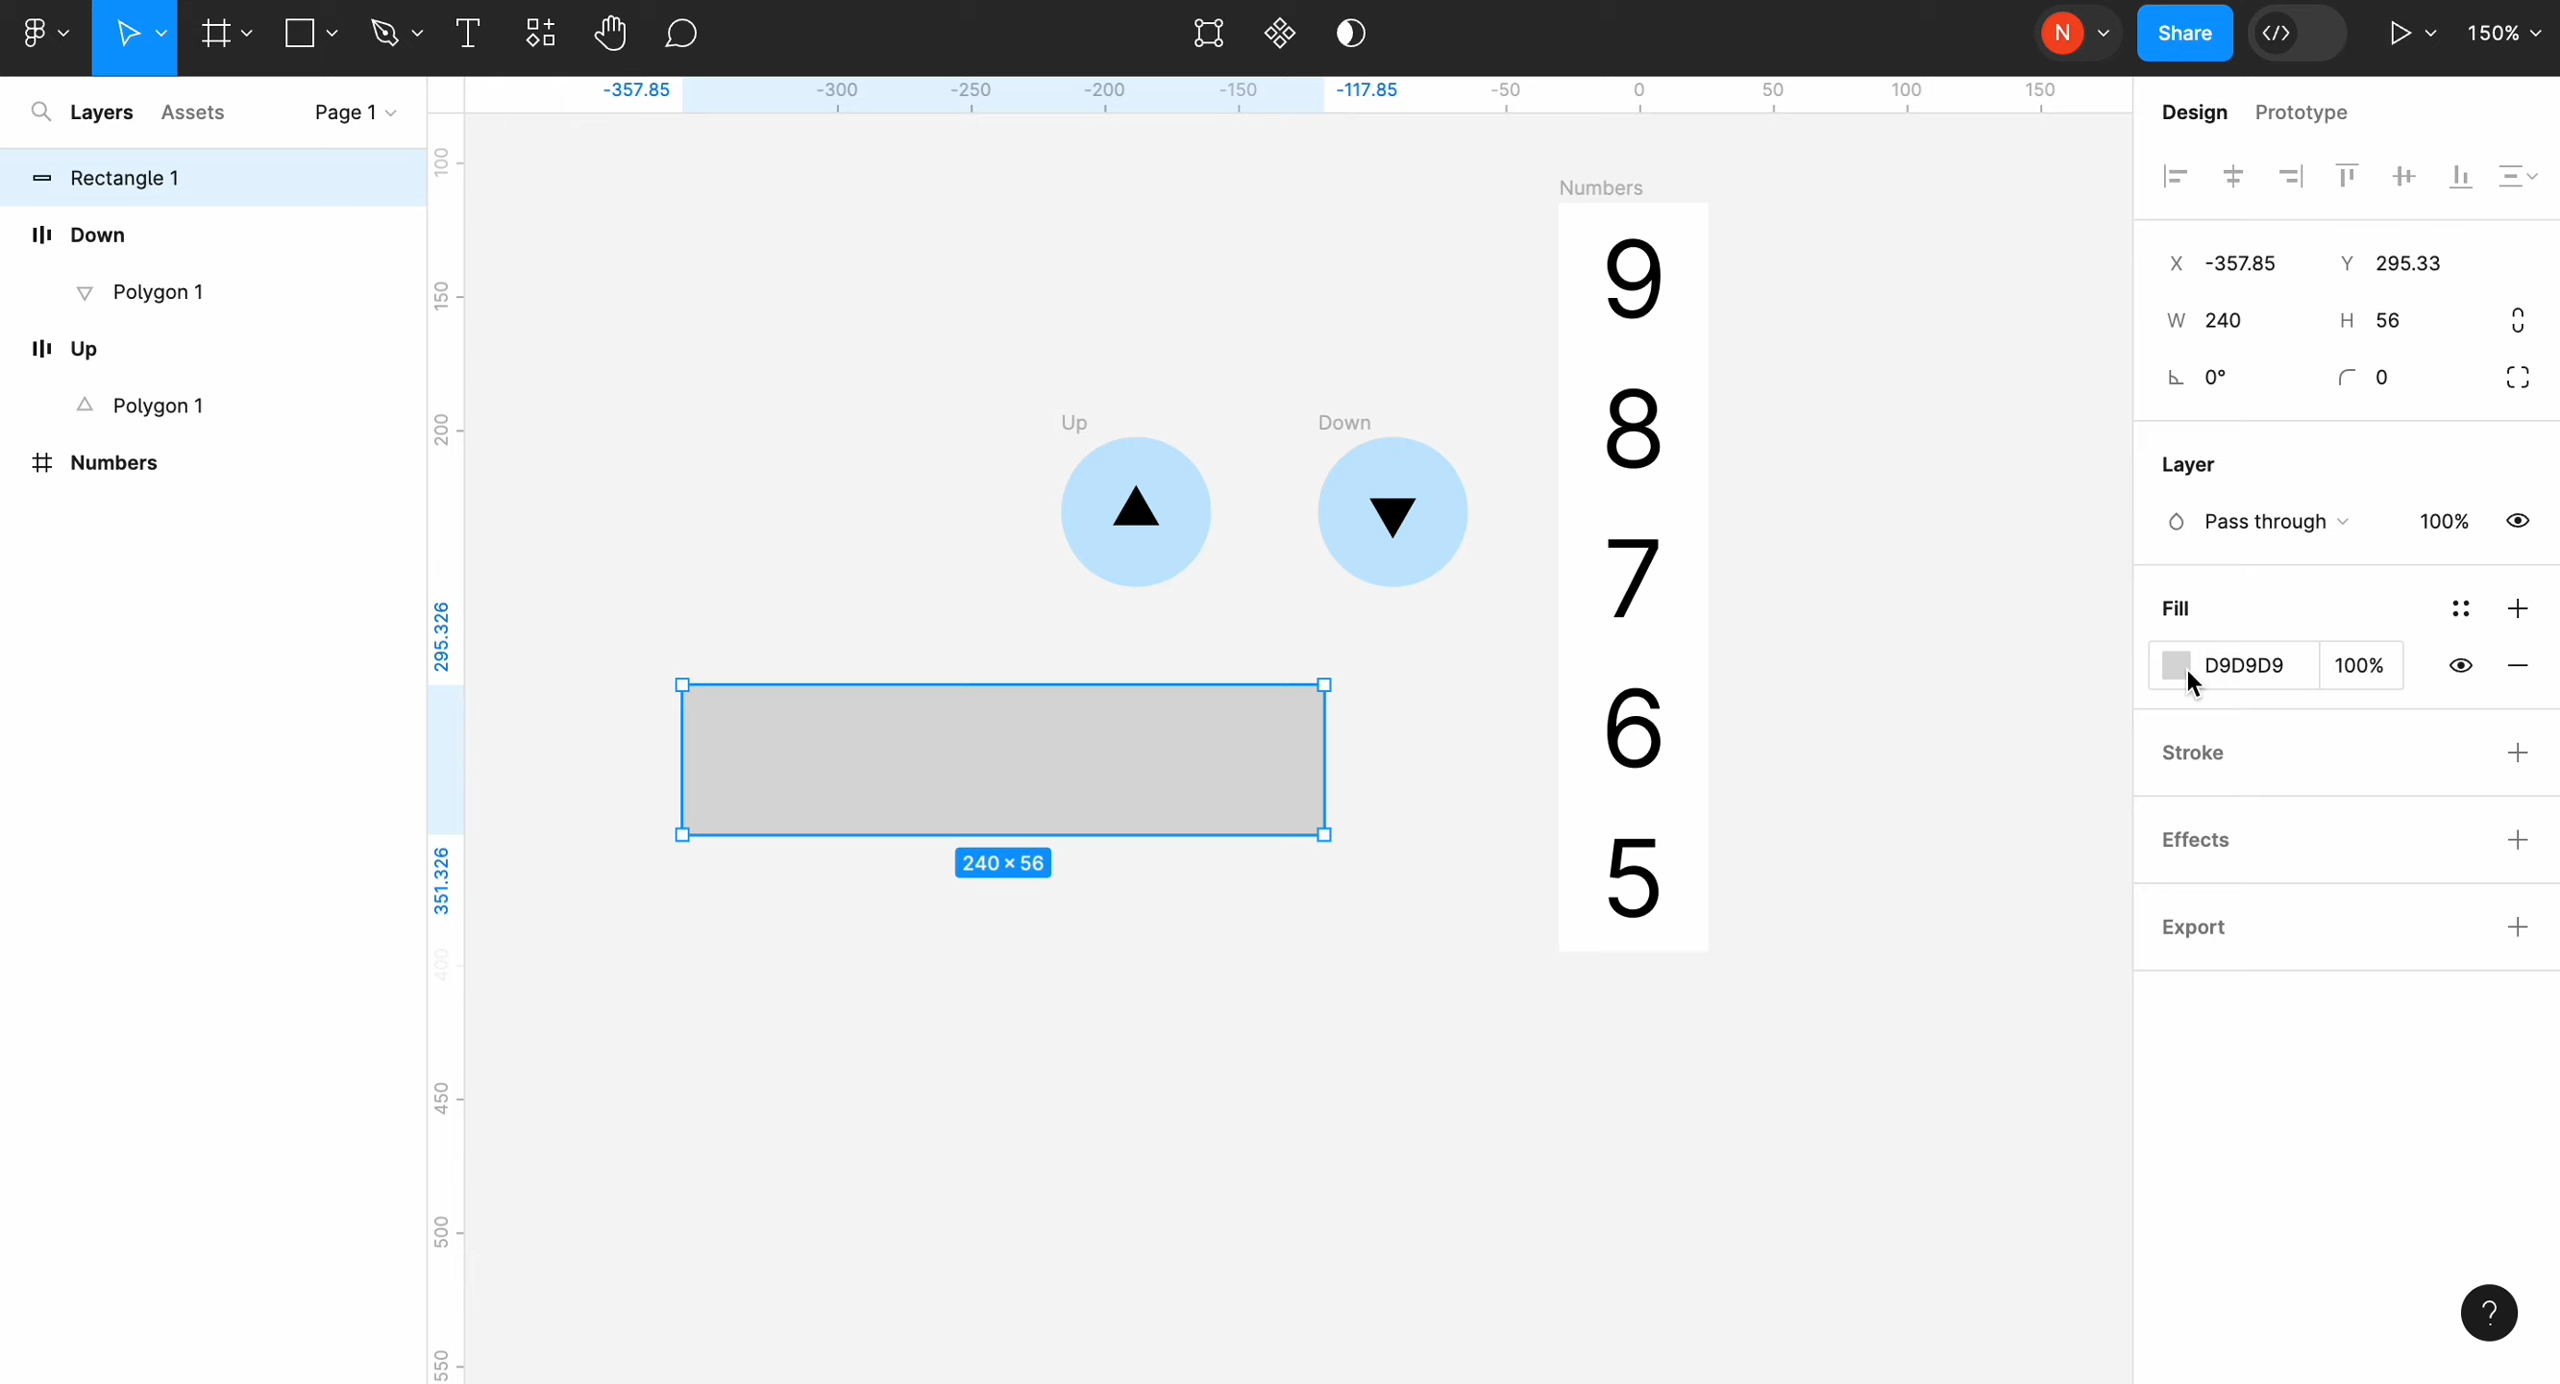 N
Share
150%
Layers
Assets
Page 1
Rectangle 1
Down
Polygon 1
Up
Polygon 1
Numbers
-357.85
-300
-250
-200
-150
-117.85
-50
0
50
100
150
100
150
200
295.326
351.326
400
450
500
550
Numbers
9
8
7
6
5
Up
Down
240 × 56
Design
Prototype
X -357.85
Y 295.33
W 240
H 56
0°
0
Layer
Pass through
100%
Fill
D9D9D9
100%
Stroke
Effects
Export
?